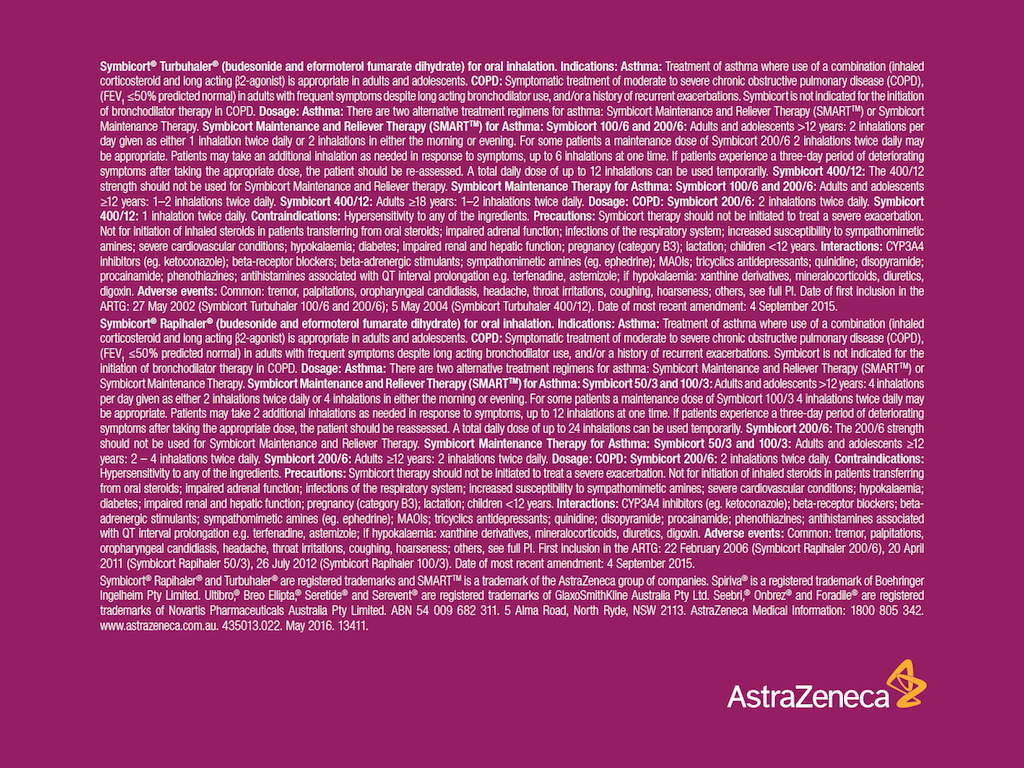 Symbicort® Turbuhaler® (budesonide and eformoterol fumarate dihydrate) for oral inhalation. Indications: Asthma: Treatment of asthma where use of a combination (inhaled
corticosteroid and long acting β2-agonist) is appropriate in adults and adolescents. COPD: Symptomatic treatment of moderate to severe chronic obstructive pulmonary disease (COPD),
(FEV₁ ≤50% predicted normal) in adults with frequent symptoms despite long acting bronchodilator use, and/or a history of recurrent exacerbations. Symbicort is not indicated for the initiation
of bronchodilator therapy in COPD. Dosage: Asthma: There are two alternative treatment regimens for asthma: Symbicort Maintenance and Reliever Therapy (SMART™) or Symbicort
Maintenance Therapy. Symbicort Maintenance and Reliever Therapy (SMART™) for Asthma: Symbicort 100/6 and 200/6: Adults and adolescents >12 years: 2 inhalations per
day given as either 1 inhalation twice daily or 2 inhalations in either the morning or evening. For some patients a maintenance dose of Symbicort 200/6 2 inhalations twice daily may
be appropriate. Patients may take an additional inhalation as needed in response to symptoms, up to 6 inhalations at one time. If patients experience a three-day period of deteriorating
symptoms after taking the appropriate dose, the patient should be re-assessed. A total daily dose of up to 12 inhalations can be used temporarily. Symbicort 400/12: The 400/12
strength should not be used for Symbicort Maintenance and Reliever therapy. Symbicort Maintenance Therapy for Asthma: Symbicort 100/6 and 200/6: Adults and adolescents
≥12 years: 1–2 inhalations twice daily. Symbicort 400/12: Adults ≥18 years: 1–2 inhalations twice daily. Dosage: COPD: Symbicort 200/6: 2 inhalations twice daily. Symbicort
400/12: 1 inhalation twice daily. Contraindications: Hypersensitivity to any of the ingredients. Precautions: Symbicort therapy should not be initiated to treat a severe exacerbation.
Not for initiation of inhaled steroids in patients transferring from oral steroids; impaired adrenal function; infections of the respiratory system; increased susceptibility to sympathomimetic
amines; severe cardiovascular conditions; hypokalaemia; diabetes; impaired renal and hepatic function; pregnancy (category B3); lactation; children <12 years. Interactions: CYP3A4
inhibitors (eg. ketoconazole); beta-receptor blockers; beta-adrenergic stimulants; sympathomimetic amines (eg. ephedrine); MAOIs; tricyclics antidepressants; quinidine; disopyramide;
procainamide; phenothiazines; antihistamines associated with QT interval prolongation e.g. terfenadine, astemizole; if hypokalaemia: xanthine derivatives, mineralocorticoids, diuretics,
digoxin. Adverse events: Common: tremor, palpitations, oropharyngeal candidiasis, headache, throat irritations, coughing, hoarseness; others, see full PI. Date of first inclusion in the
ARTG: 27 May 2002 (Symbicort Turbuhaler 100/6 and 200/6); 5 May 2004 (Symbicort Turbuhaler 400/12). Date of most recent amendment: 4 September 2015.
Symbicort® Rapihaler® (budesonide and eformoterol fumarate dihydrate) for oral inhalation. Indications: Asthma: Treatment of asthma where use of a combination (inhaled
corticosteroid and long acting β2-agonist) is appropriate in adults and adolescents. COPD: Symptomatic treatment of moderate to severe chronic obstructive pulmonary disease (COPD),
(FEV₁ ≤50% predicted normal) in adults with frequent symptoms despite long acting bronchodilator use, and/or a history of recurrent exacerbations. Symbicort is not indicated for the
initiation of bronchodilator therapy in COPD. Dosage: Asthma: There are two alternative treatment regimens for asthma: Symbicort Maintenance and Reliever Therapy (SMART™) or
Symbicort Maintenance Therapy. Symbicort Maintenance and Reliever Therapy (SMART™) for Asthma: Symbicort 50/3 and 100/3: Adults and adolescents >12 years: 4 inhalations
per day given as either 2 inhalations twice daily or 4 inhalations in either the morning or evening. For some patients a maintenance dose of Symbicort 100/3 4 inhalations twice daily may
be appropriate. Patients may take 2 additional inhalations as needed in response to symptoms, up to 12 inhalations at one time. If patients experience a three-day period of deteriorating
symptoms after taking the appropriate dose, the patient should be reassessed. A total daily dose of up to 24 inhalations can be used temporarily. Symbicort 200/6: The 200/6 strength
should not be used for Symbicort Maintenance and Reliever Therapy. Symbicort Maintenance Therapy for Asthma: Symbicort 50/3 and 100/3: Adults and adolescents ≥12
years: 2 – 4 inhalations twice daily. Symbicort 200/6: Adults ≥12 years: 2 inhalations twice daily. Dosage: COPD: Symbicort 200/6: 2 inhalations twice daily. Contraindications:
Hypersensitivity to any of the ingredients. Precautions: Symbicort therapy should not be initiated to treat a severe exacerbation. Not for initiation of inhaled steroids in patients transferring
from oral steroids; impaired adrenal function; infections of the respiratory system; increased susceptibility to sympathomimetic amines; severe cardiovascular conditions; hypokalaemia;
diabetes; impaired renal and hepatic function; pregnancy (category B3); lactation; children <12 years. Interactions: CYP3A4 inhibitors (eg. ketoconazole); beta-receptor blockers; beta-
adrenergic stimulants; sympathomimetic amines (eg. ephedrine); MAOIs; tricyclics antidepressants; quinidine; disopyramide; procainamide; phenothiazines; antihistamines associated
with QT interval prolongation e.g. terfenadine, astemizole; if hypokalaemia: xanthine derivatives, mineralocorticoids, diuretics, digoxin. Adverse events: Common: tremor, palpitations,
oropharyngeal candidiasis, headache, throat irritations, coughing, hoarseness; others, see full PI. First inclusion in the ARTG: 22 February 2006 (Symbicort Rapihaler 200/6), 20 April
2011 (Symbicort Rapihaler 50/3), 26 July 2012 (Symbicort Rapihaler 100/3). Date of most recent amendment: 4 September 2015.
Symbicort® Rapihaler® and Turbuhaler® are registered trademarks and SMART™ is a trademark of the AstraZeneca group of companies. Spiriva® is a registered trademark of Boehringer
Ingelheim Pty Limited. Ultibro,® Breo Ellipta,® Seretide® and Serevent® are registered trademarks of GlaxoSmithKline Australia Pty Ltd. Seebri,® Onbrez® and Foradile® are registered
trademarks of Novartis Pharmaceuticals Australia Pty Limited. ABN 54 009 682 311. 5 Alma Road, North Ryde, NSW 2113. AstraZeneca Medical Information: 1800 805 342.
www.astrazeneca.com.au. 435013.022. May 2016. 13411.
AstraZeneca